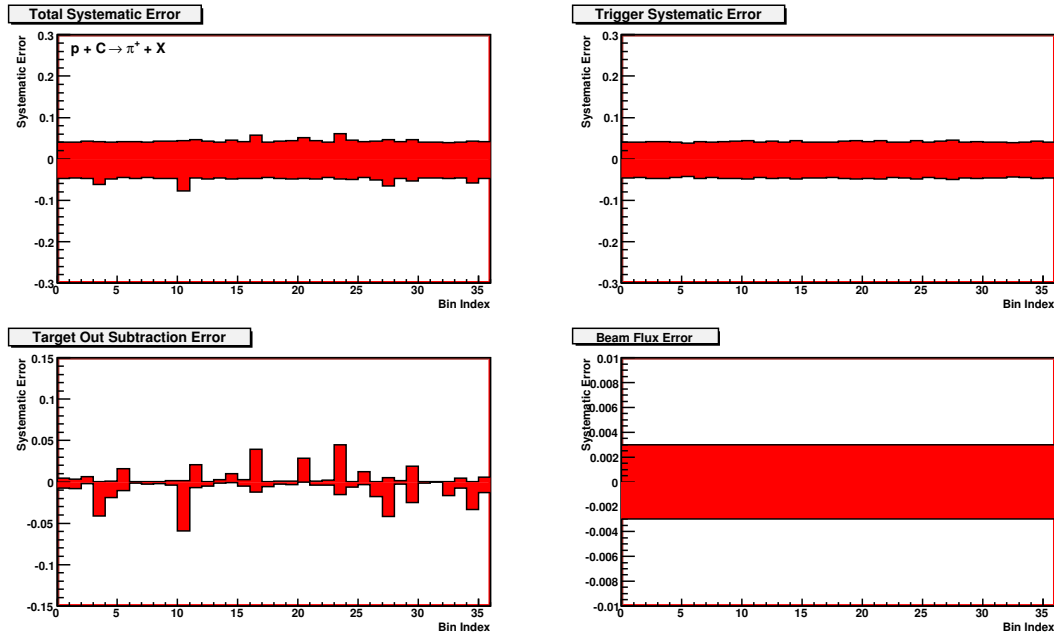 Total Systematic Error
Systematic Error
p + C → π⁺ + X
0.3
0.2
0.1
0
-0.1
-0.2
-0.3
0 5 10 15 20 25 30 35
Bin Index
Trigger Systematic Error
Systematic Error
0.3
0.2
0.1
0
-0.1
-0.2
-0.3
0 5 10 15 20 25 30 35
Bin Index
Target Out Subtraction Error
Systematic Error
0.15
0.1
0.05
0
-0.05
-0.1
-0.15
0 5 10 15 20 25 30 35
Bin Index
Beam Flux Error
Systematic Error
0.01
0.008
0.006
0.004
0.002
0
-0.002
-0.004
-0.006
-0.008
-0.01
0 5 10 15 20 25 30 35
Bin Index